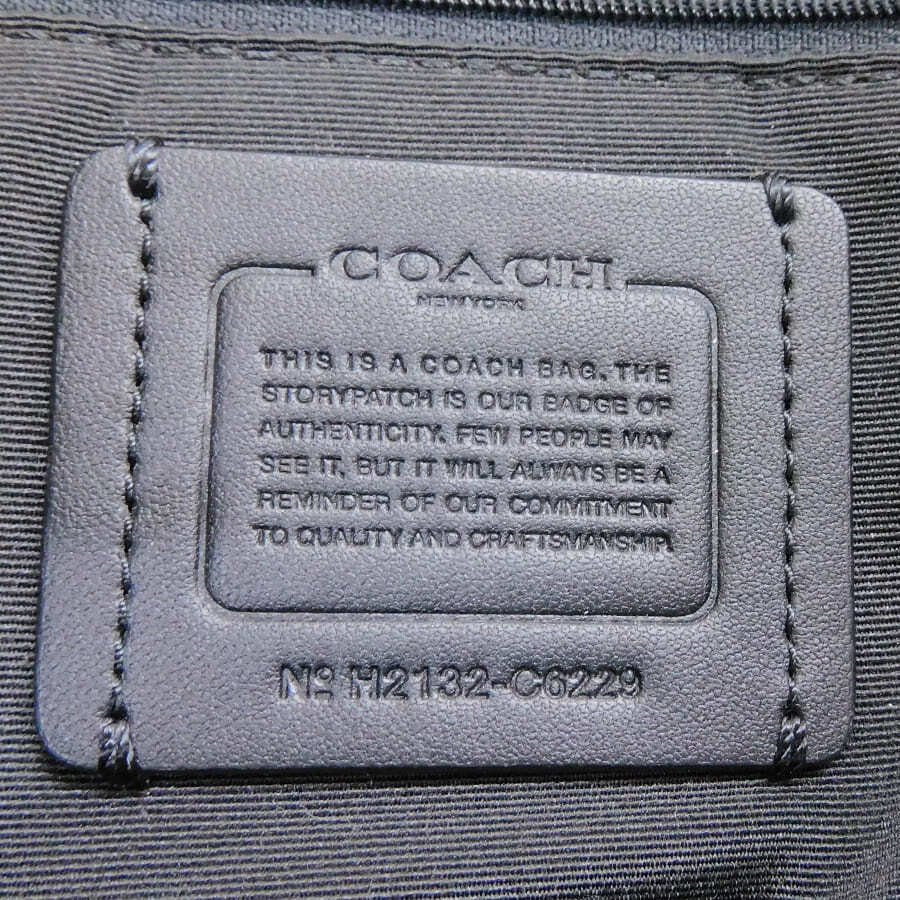 COACH
NEW YORK
THIS IS A COACH BAG. THE
STORYPATCH IS OUR BADGE OF
AUTHENTICITY. FEW PEOPLE MAY
SEE IT, BUT IT WILL ALWAYS BE A
REMINDER OF OUR COMMITMENT
TO QUALITY AND CRAFTSMANSHIP.
Nº H2132-C6229